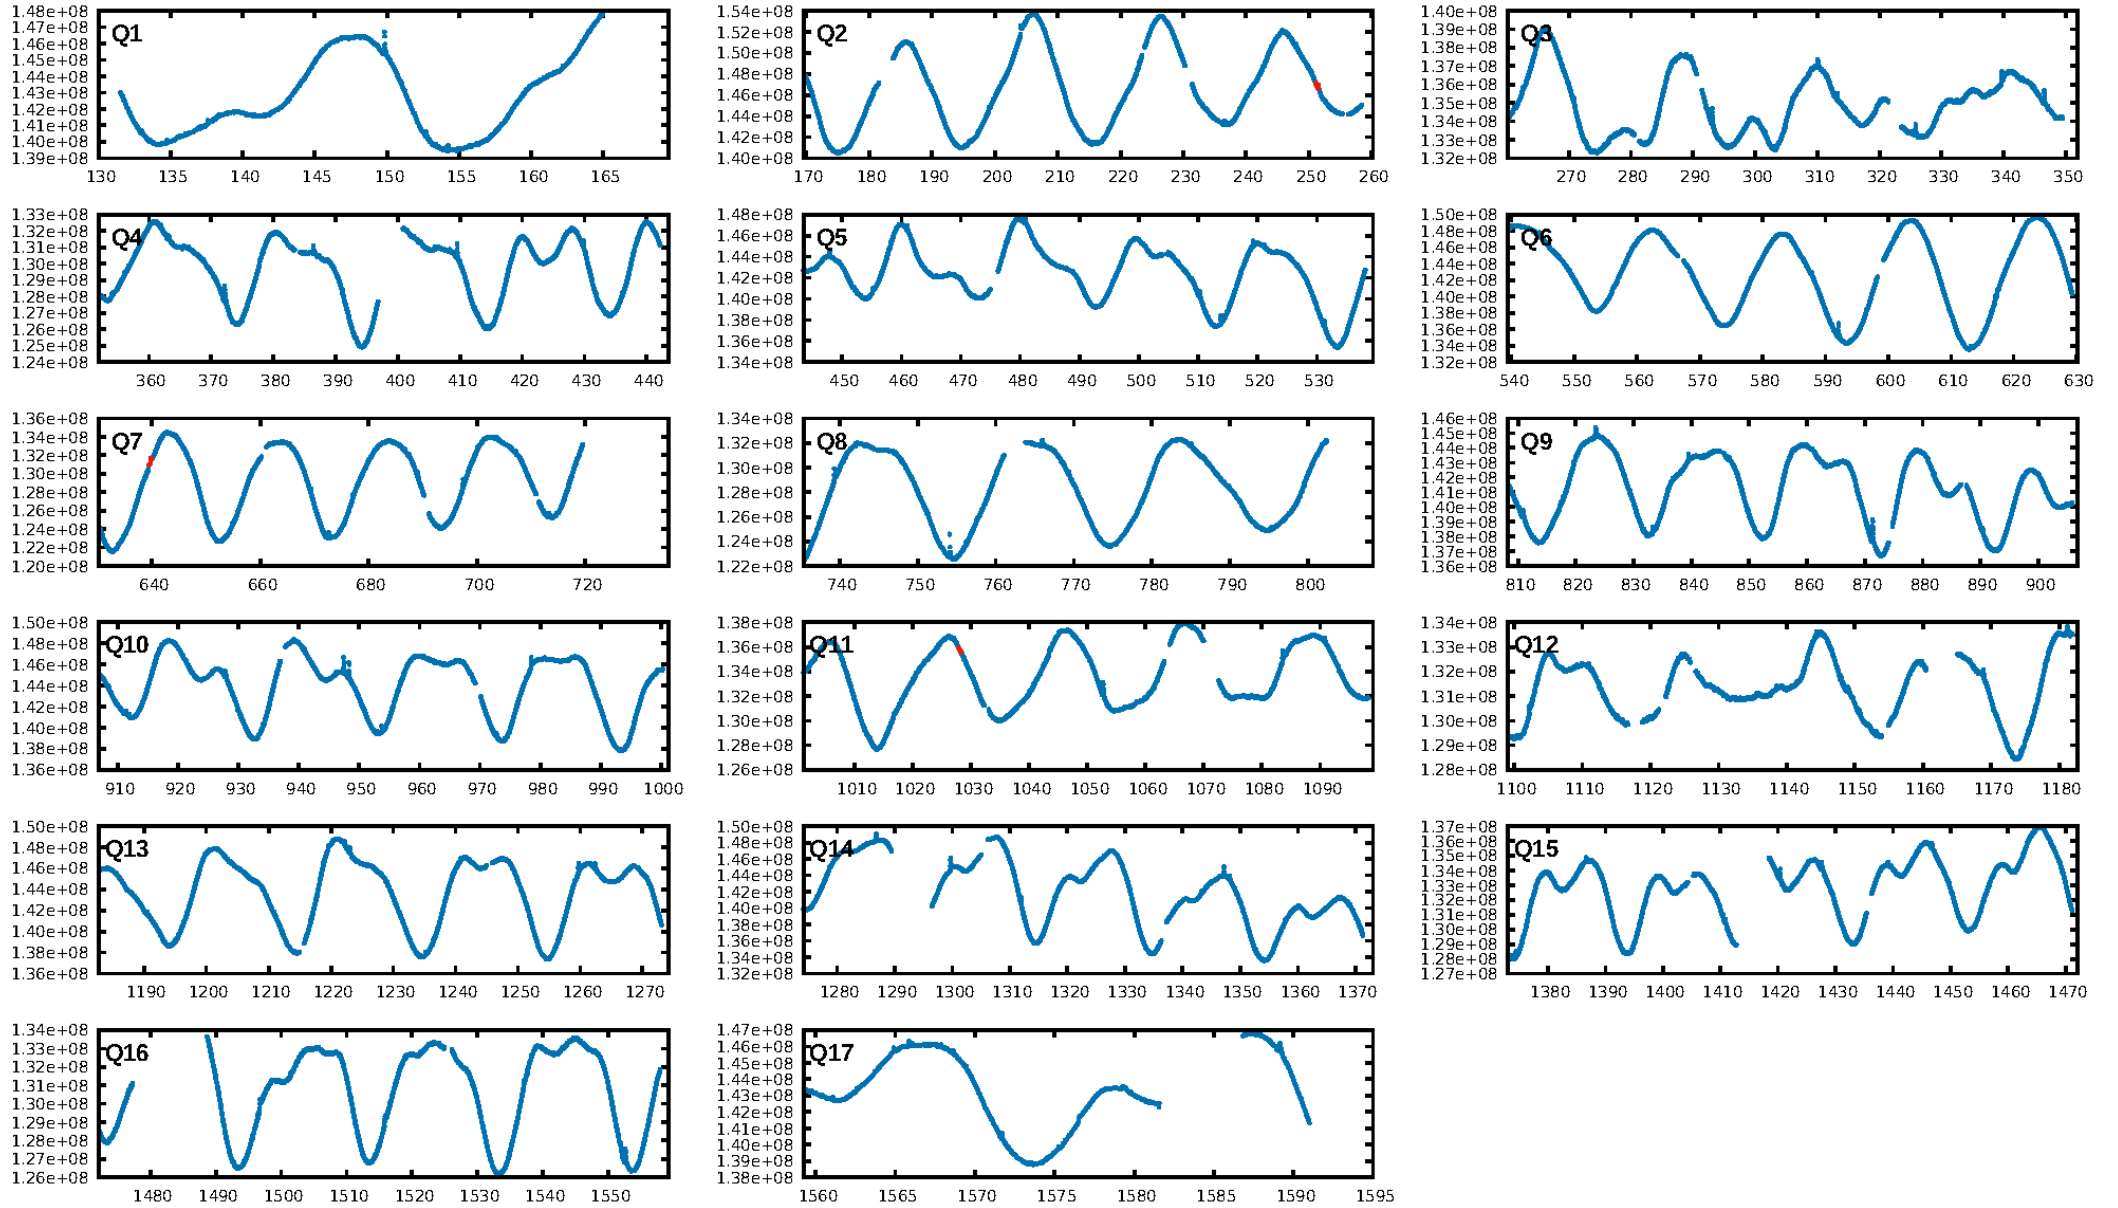 Q1
1.48e+08
1.47e+08
1.46e+08
1.45e+08
1.44e+08
1.43e+08
1.42e+08
1.41e+08
1.40e+08
1.39e+08
130 135 140 145 150 155 160 165
Q2
1.54e+08
1.52e+08
1.50e+08
1.48e+08
1.46e+08
1.44e+08
1.42e+08
1.40e+08
170 180 190 200 210 220 230 240 250 260
Q3
1.40e+08
1.39e+08
1.38e+08
1.37e+08
1.36e+08
1.35e+08
1.34e+08
1.33e+08
1.32e+08
270 280 290 300 310 320 330 340 350
Q4
1.33e+08
1.32e+08
1.31e+08
1.30e+08
1.29e+08
1.28e+08
1.27e+08
1.26e+08
1.25e+08
1.24e+08
360 370 380 390 400 410 420 430 440
Q5
1.48e+08
1.46e+08
1.44e+08
1.42e+08
1.40e+08
1.38e+08
1.36e+08
1.34e+08
450 460 470 480 490 500 510 520 530
Q6
1.50e+08
1.48e+08
1.46e+08
1.44e+08
1.42e+08
1.40e+08
1.38e+08
1.36e+08
1.34e+08
1.32e+08
540 550 560 570 580 590 600 610 620 630
Q7
1.36e+08
1.34e+08
1.32e+08
1.30e+08
1.28e+08
1.26e+08
1.24e+08
1.22e+08
1.20e+08
640 660 680 700 720
Q8
1.34e+08
1.32e+08
1.30e+08
1.28e+08
1.26e+08
1.24e+08
1.22e+08
740 750 760 770 780 790 800
Q9
1.46e+08
1.45e+08
1.44e+08
1.43e+08
1.42e+08
1.41e+08
1.40e+08
1.39e+08
1.38e+08
1.37e+08
1.36e+08
810 820 830 840 850 860 870 880 890 900
Q10
1.50e+08
1.48e+08
1.46e+08
1.44e+08
1.42e+08
1.40e+08
1.38e+08
1.36e+08
910 920 930 940 950 960 970 980 990 1000
Q11
1.38e+08
1.36e+08
1.34e+08
1.32e+08
1.30e+08
1.28e+08
1.26e+08
1010 1020 1030 1040 1050 1060 1070 1080 1090
Q12
1.34e+08
1.33e+08
1.32e+08
1.31e+08
1.30e+08
1.29e+08
1.28e+08
1100 1110 1120 1130 1140 1150 1160 1170 1180
Q13
1.50e+08
1.48e+08
1.46e+08
1.44e+08
1.42e+08
1.40e+08
1.38e+08
1.36e+08
1190 1200 1210 1220 1230 1240 1250 1260 1270
Q14
1.50e+08
1.48e+08
1.46e+08
1.44e+08
1.42e+08
1.40e+08
1.38e+08
1.36e+08
1.34e+08
1.32e+08
1280 1290 1300 1310 1320 1330 1340 1350 1360 1370
Q15
1.37e+08
1.36e+08
1.35e+08
1.34e+08
1.33e+08
1.32e+08
1.31e+08
1.30e+08
1.29e+08
1.28e+08
1.27e+08
1380 1390 1400 1410 1420 1430 1440 1450 1460 1470
Q16
1.34e+08
1.33e+08
1.32e+08
1.31e+08
1.30e+08
1.29e+08
1.28e+08
1.27e+08
1.26e+08
1480 1490 1500 1510 1520 1530 1540 1550
Q17
1.47e+08
1.46e+08
1.45e+08
1.44e+08
1.43e+08
1.42e+08
1.41e+08
1.40e+08
1.39e+08
1.38e+08
1560 1565 1570 1575 1580 1585 1590 1595